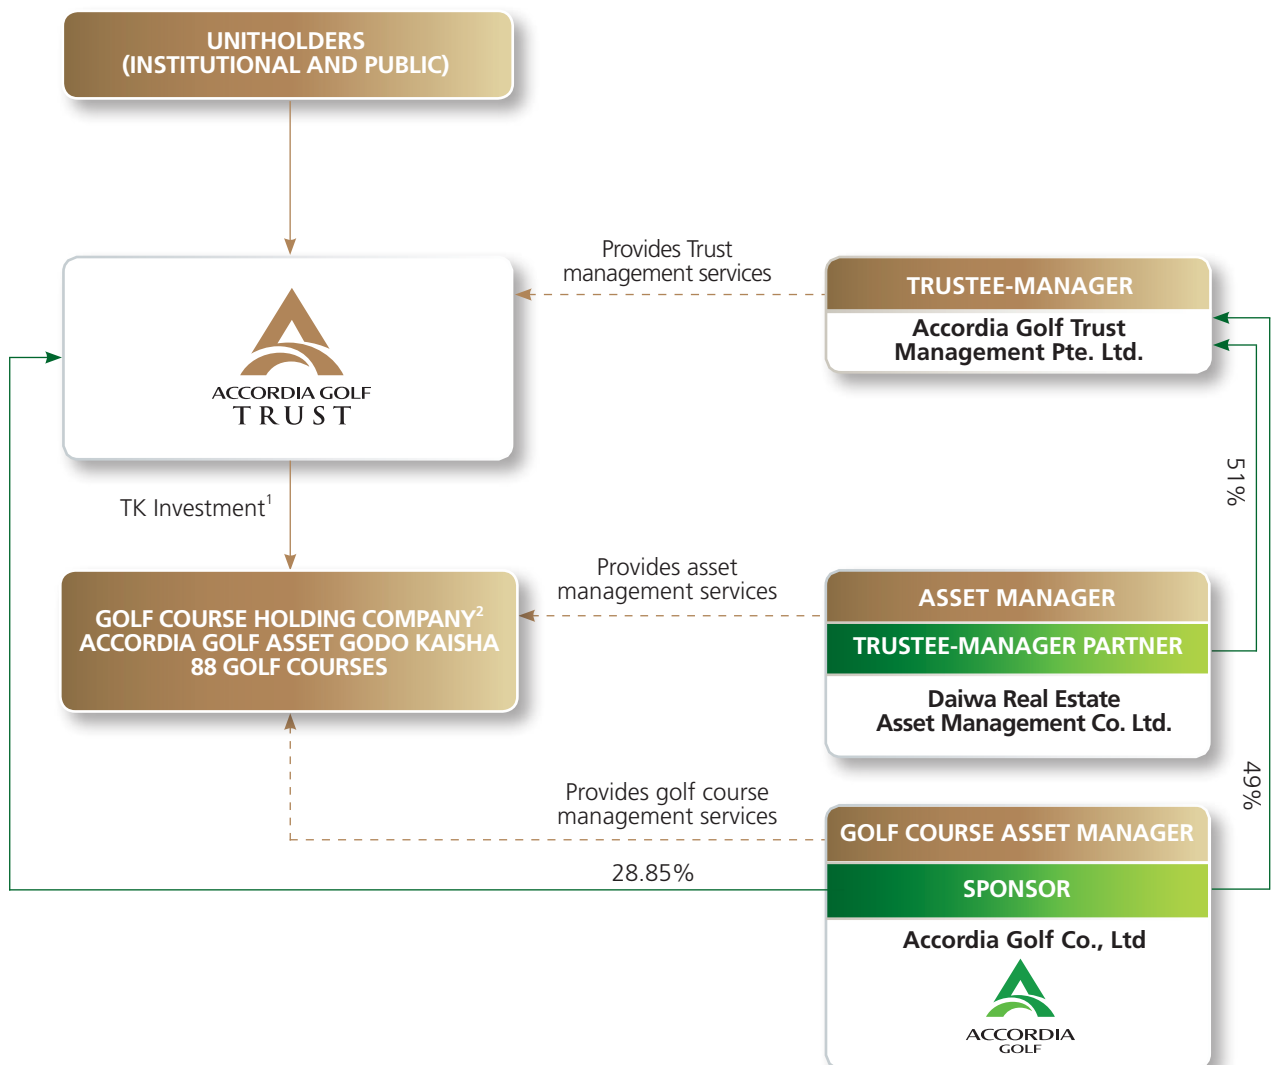 UNITHOLDERS
(INSTITUTIONAL AND PUBLIC)
Provides Trust
management services
TRUSTEE-MANAGER
Accordia Golf Trust
Management Pte. Ltd.
ACCORDIA GOLF
TRUST
51%
TK Investment¹
GOLF COURSE HOLDING COMPANY²
ACCORDIA GOLF ASSET GODO KAISHA
88 GOLF COURSES
Provides asset
management services
ASSET MANAGER
TRUSTEE-MANAGER PARTNER
Daiwa Real Estate
Asset Management Co. Ltd.
49%
Provides golf course
management services
28.85%
GOLF COURSE ASSET MANAGER
SPONSOR
Accordia Golf Co., Ltd
ACCORDIA
GOLF